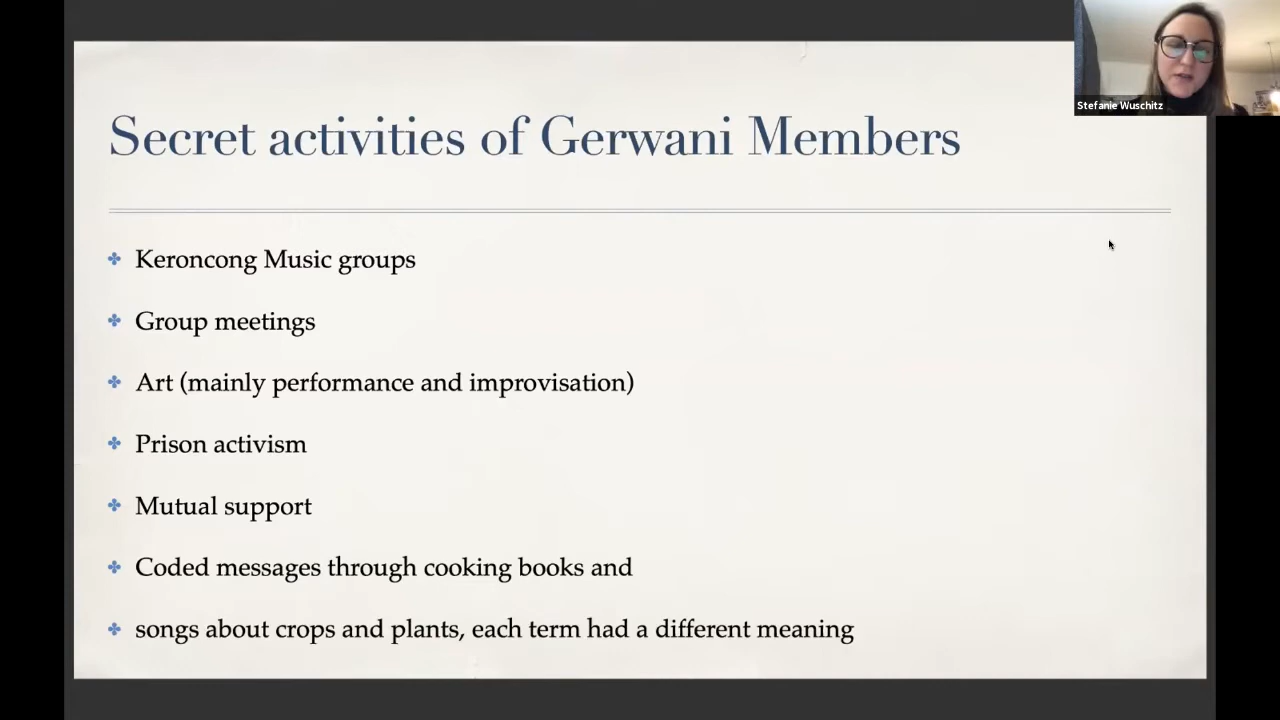 Stefanie Wuschitz
Secret activities of Gerwani Members
Keroncong Music groups
Group meetings
Art (mainly performance and improvisation)
Prison activism
Mutual support
Coded messages through cooking books and
songs about crops and plants, each term had a different meaning